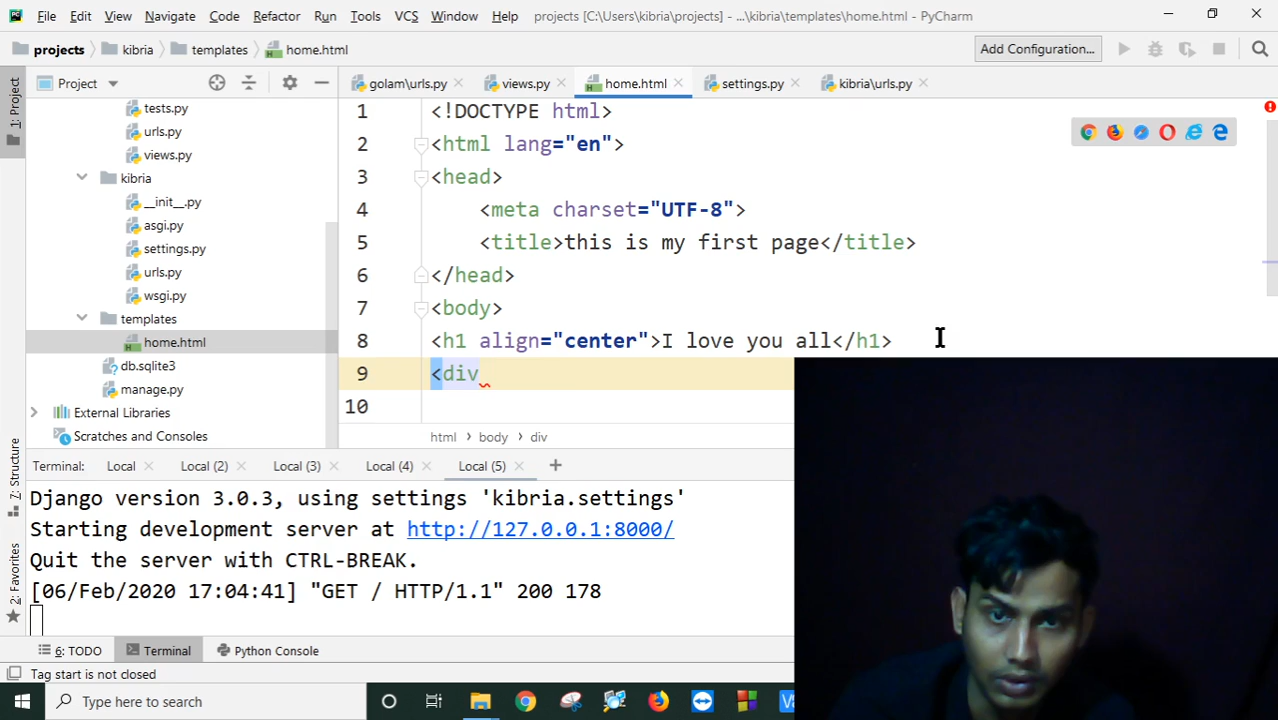 File Edit View Navigate Code Refactor Run Tools VCS Window Help projects [C:\Users\kibria\projects] - ...\kibria\templates\home.html - PyCharm
projects kibria templates home.html Add Configuration...
Project golam\urls.py views.py home.html settings.py kibria\urls.py
1: Project
Z: Structure
2: Favorites
tests.py
urls.py
views.py
kibria
__init__.py
asgi.py
settings.py
urls.py
wsgi.py
templates
home.html
db.sqlite3
manage.py
External Libraries
Scratches and Consoles
1 <!DOCTYPE html>
2 <html lang="en">
3 <head>
4 <meta charset="UTF-8">
5 <title>this is my first page</title>
6 </head>
7 <body>
8 <h1 align="center">I love you all</h1>
9 <div
10
html > body > div
Terminal: Local Local (2) Local (3) Local (4) Local (5)
Django version 3.0.3, using settings 'kibria.settings'
Starting development server at http://127.0.0.1:8000/
Quit the server with CTRL-BREAK.
[06/Feb/2020 17:04:41] "GET / HTTP/1.1" 200 178
6: TODO Terminal Python Console
Tag start is not closed
Type here to search